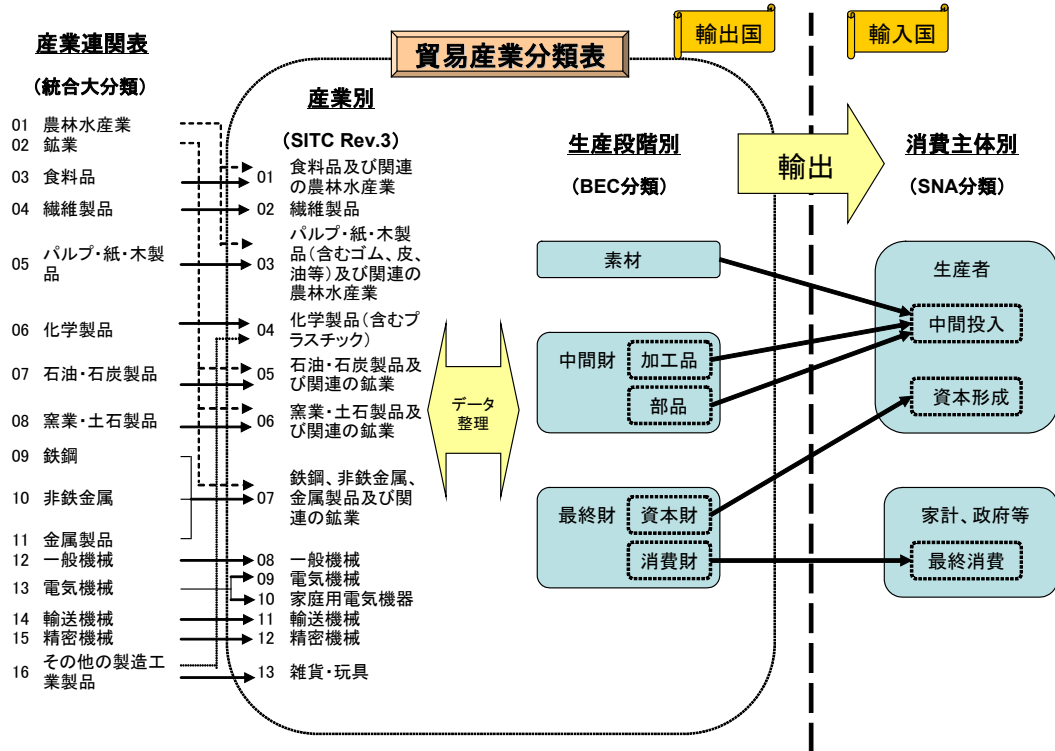 輸出国
輸入国
貿易産業分類表
産業連関表
(統合大分類)
01 農林水産業
02 鉱業
03 食料品
04 繊維製品
05 パルプ・紙・木製
品
06 化学製品
07 石油・石炭製品
08 窯業・土石製品
09 鉄鋼
10 非鉄金属
11 金属製品
12 一般機械
13 電気機械
14 輸送機械
15 精密機械
16 その他の製造工
業製品
産業別
(SITC Rev.3)
01 食料品及び関連
の農林水産業
02 繊維製品
03 パルプ・紙・木製
品(含むゴム、皮、
油等)及び関連の
農林水産業
04 化学製品(含むプ
ラスチック)
05 石油・石炭製品及
び関連の鉱業
06 窯業・土石製品及
び関連の鉱業
07 鉄鋼、非鉄金属、
金属製品及び関
連の鉱業
08 一般機械
09 電気機械
10 家庭用電気機器
11 輸送機械
12 精密機械
13 雑貨・玩具
データ
整理
生産段階別
(BEC分類)
素材
中間財
加工品
部品
最終財
資本財
消費財
輸出
消費主体別
(SNA分類)
生産者
中間投入
資本形成
家計、政府等
最終消費